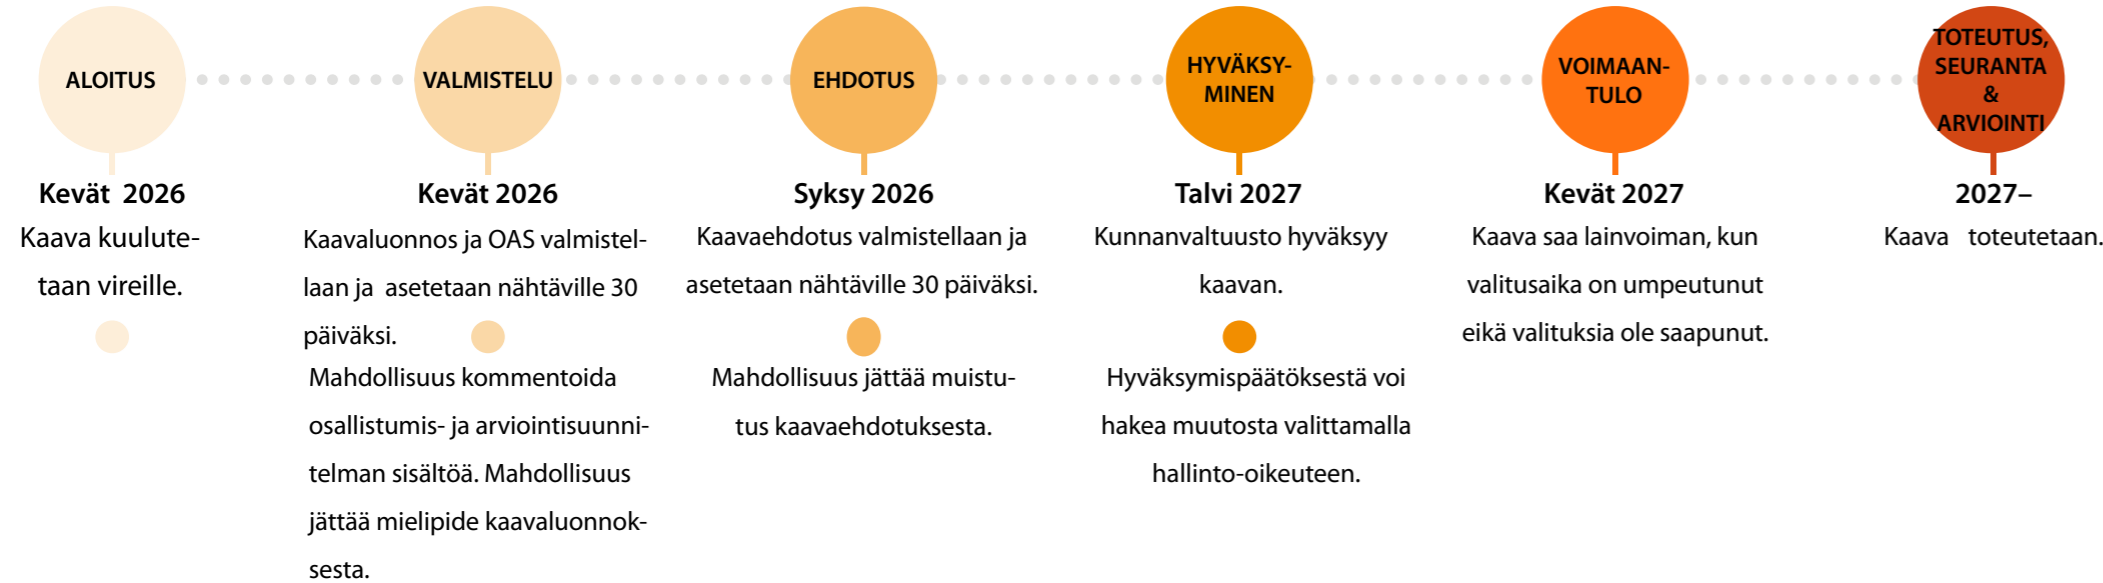 ALOITUS
Kevät 2026
Kaava kuulute-
taan vireille.
VALMISTELU
Kevät 2026
Kaavaluonnos ja OAS valmistel-
laan ja asetetaan nähtäville 30
päiväksi.
Mahdollisuus kommentoida
osallistumis- ja arviointisuunni-
telman sisältöä. Mahdollisuus
jättää mielipide kaavaluonnok-
sesta.
EHDOTUS
Syksy 2026
Kaavaehdotus valmistellaan ja
asetetaan nähtäville 30 päiväksi.
Mahdollisuus jättää muistu-
tus kaavaehdotuksesta.
HYVÄKSY-
MINEN
Talvi 2027
Kunnanvaltuusto hyväksyy
kaavan.
Hyväksymispäätöksestä voi
hakea muutosta valittamalla
hallinto-oikeuteen.
VOIMAAN-
TULO
Kevät 2027
Kaava saa lainvoiman, kun
valitusaika on umpeutunut
eikä valituksia ole saapunut.
TOTEUTUS,
SEURANTA
&
ARVIOINTI
2027–
Kaava toteutetaan.